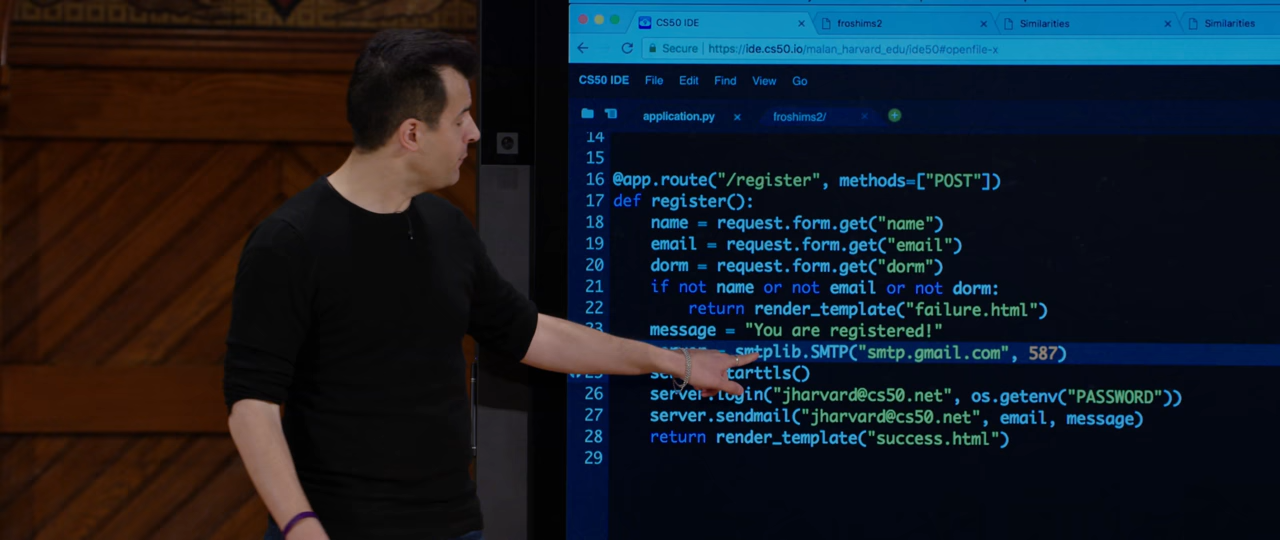 CS50 IDE froshims2 Similarities Similarities
Secure https://ide.cs50.io/malan_harvard_edu/ide50#openfile-x
CS50 IDE File Edit Find View Go
application.py froshims2/
14
15
16 @app.route("/register", methods=["POST"])
17 def register():
18 name = request.form.get("name")
19 email = request.form.get("email")
20 dorm = request.form.get("dorm")
21 if not name or not email or not dorm:
22 return render_template("failure.html")
23 message = "You are registered!"
= smtplib.SMTP("smtp.gmail.com", 587)
tarttls()
26 server.login("jharvard@cs50.net", os.getenv("PASSWORD"))
27 server.sendmail("jharvard@cs50.net", email, message)
28 return render_template("success.html")
29